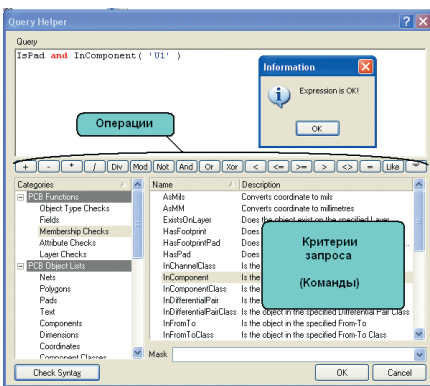 Query Helper
Query
IsPad and InComponent( 'U1' )
Information
Expression is OK!
OK
Операции
+ - * / Div Mod Not And Or Xor < <= >= > <> = Like
Categories Name Description
PCB Functions AsMils Converts coordinate to mils
Object Type Checks AsMM Converts coordinate to millimetres
Fields ExistsOnLayer Does the object exist on the specified Layer
Membership Checks HasFootprint Does
Attribute Checks HasFootprintPad Does
Layer Checks HasPad Does
PCB Object Lists InChannelClass Is the
Nets InComponent Is the
Polygons InComponentClass Is the
Pads InDifferentialPair Is the
Text InDifferentialPairClass Is the object in the specified Differential Pair Class
Components InFromTo Is the object in the specified From-To
Dimensions InFromToClass Is the object in the specified From-To Class
Coordinates
Component Classes
Критерии
запроса
(Команды)
Mask
Check Syntax OK Cancel